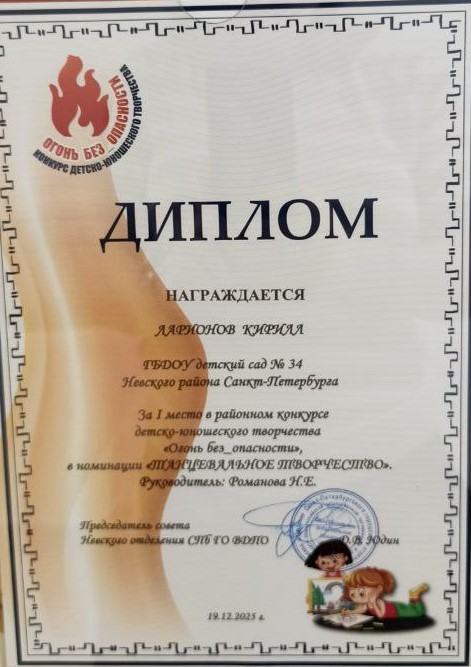 ОГОНЬ БЕЗ_ОПАСНОСТИ
КОНКУРС ДЕТСКО-ЮНОШЕСКОГО ТВОРЧЕСТВА
ДИПЛОМ
НАГРАЖДАЕТСЯ
ЛАРИОНОВ КИРИЛЛ
ГБДОУ детский сад № 34
Невского района Санкт-Петербурга
За I место в районном конкурсе
детско-юношеского творчества
«Огонь без_опасности»,
в номинации «ТАНЦЕВАЛЬНОЕ ТВОРЧЕСТВО».
Руководитель: Романова Н.Е.
Председатель совета
Невского отделения СПб ГО ВДПО
Д.В. Юдин
19.12.2025 г.